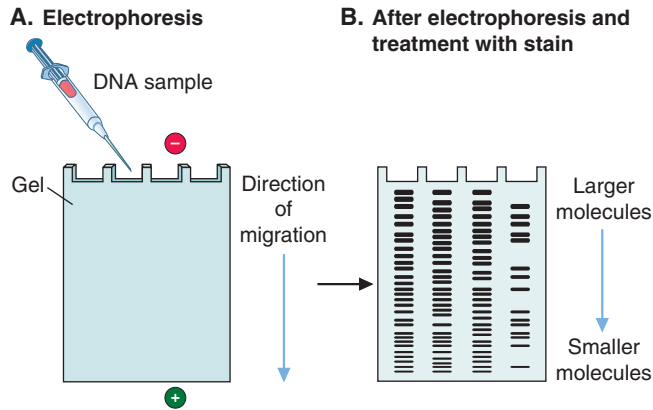 A. Electrophoresis
DNA sample
−
Gel
Direction
of
migration
+
B. After electrophoresis and
treatment with stain
Larger
molecules
Smaller
molecules